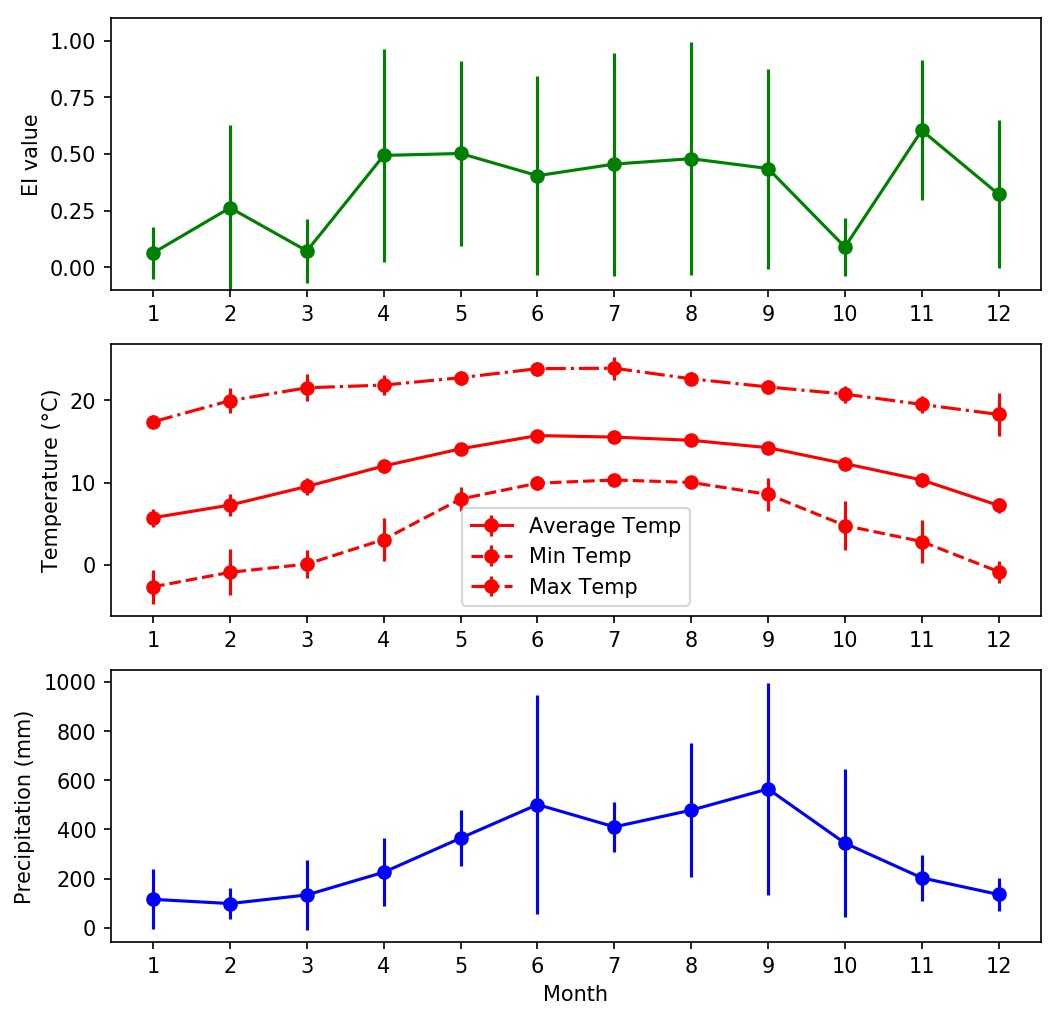 EI value
1.00
0.75
0.50
0.25
0.00
1 2 3 4 5 6 7 8 9 10 11 12
Temperature (°C)
20
10
0
Average Temp
Min Temp
Max Temp
1 2 3 4 5 6 7 8 9 10 11 12
Precipitation (mm)
1000
800
600
400
200
0
1 2 3 4 5 6 7 8 9 10 11 12
Month